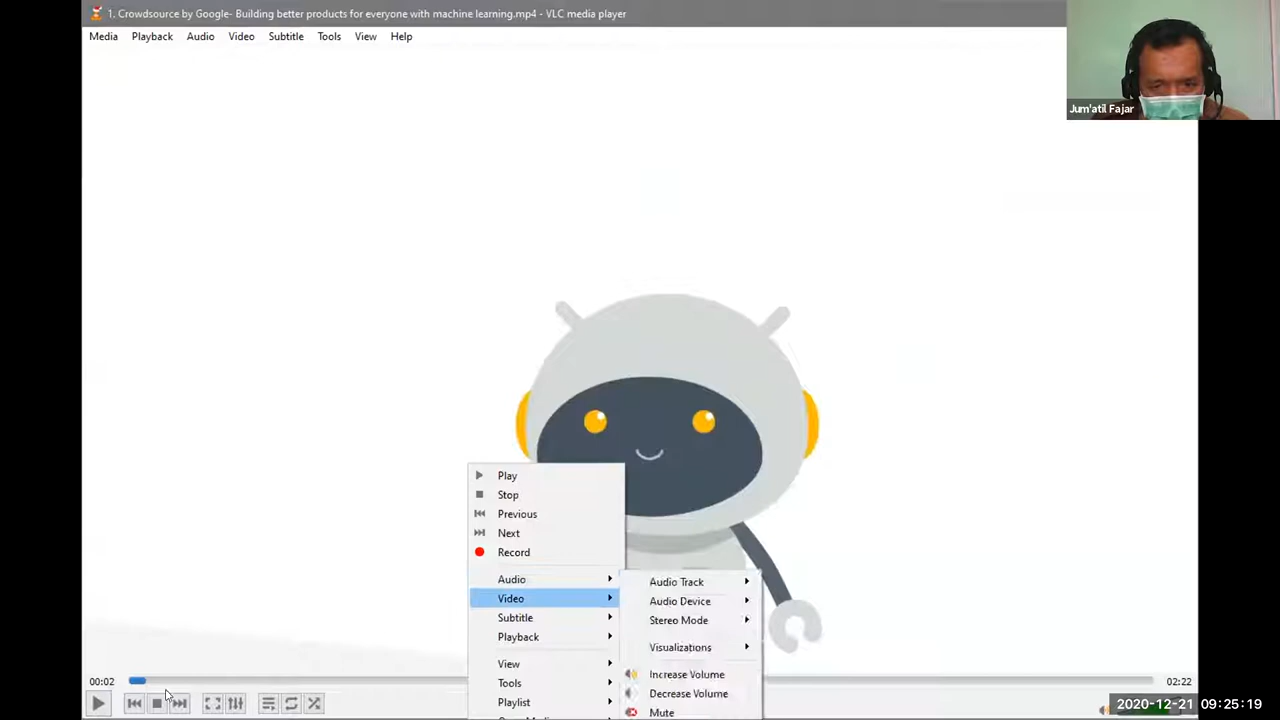 1. Crowdsource by Google- Building better products for everyone with machine learning.mp4 - VLC media player
Media Playback Audio Video Subtitle Tools View Help
Jum'atil Fajar
Play
Stop
Previous
Next
Record
Audio
Video
Subtitle
Playback
View
Tools
Playlist
Audio Track
Audio Device
Stereo Mode
Visualizations
Increase Volume
Decrease Volume
Mute
00:02
02:22
2020-12-21 09:25:19